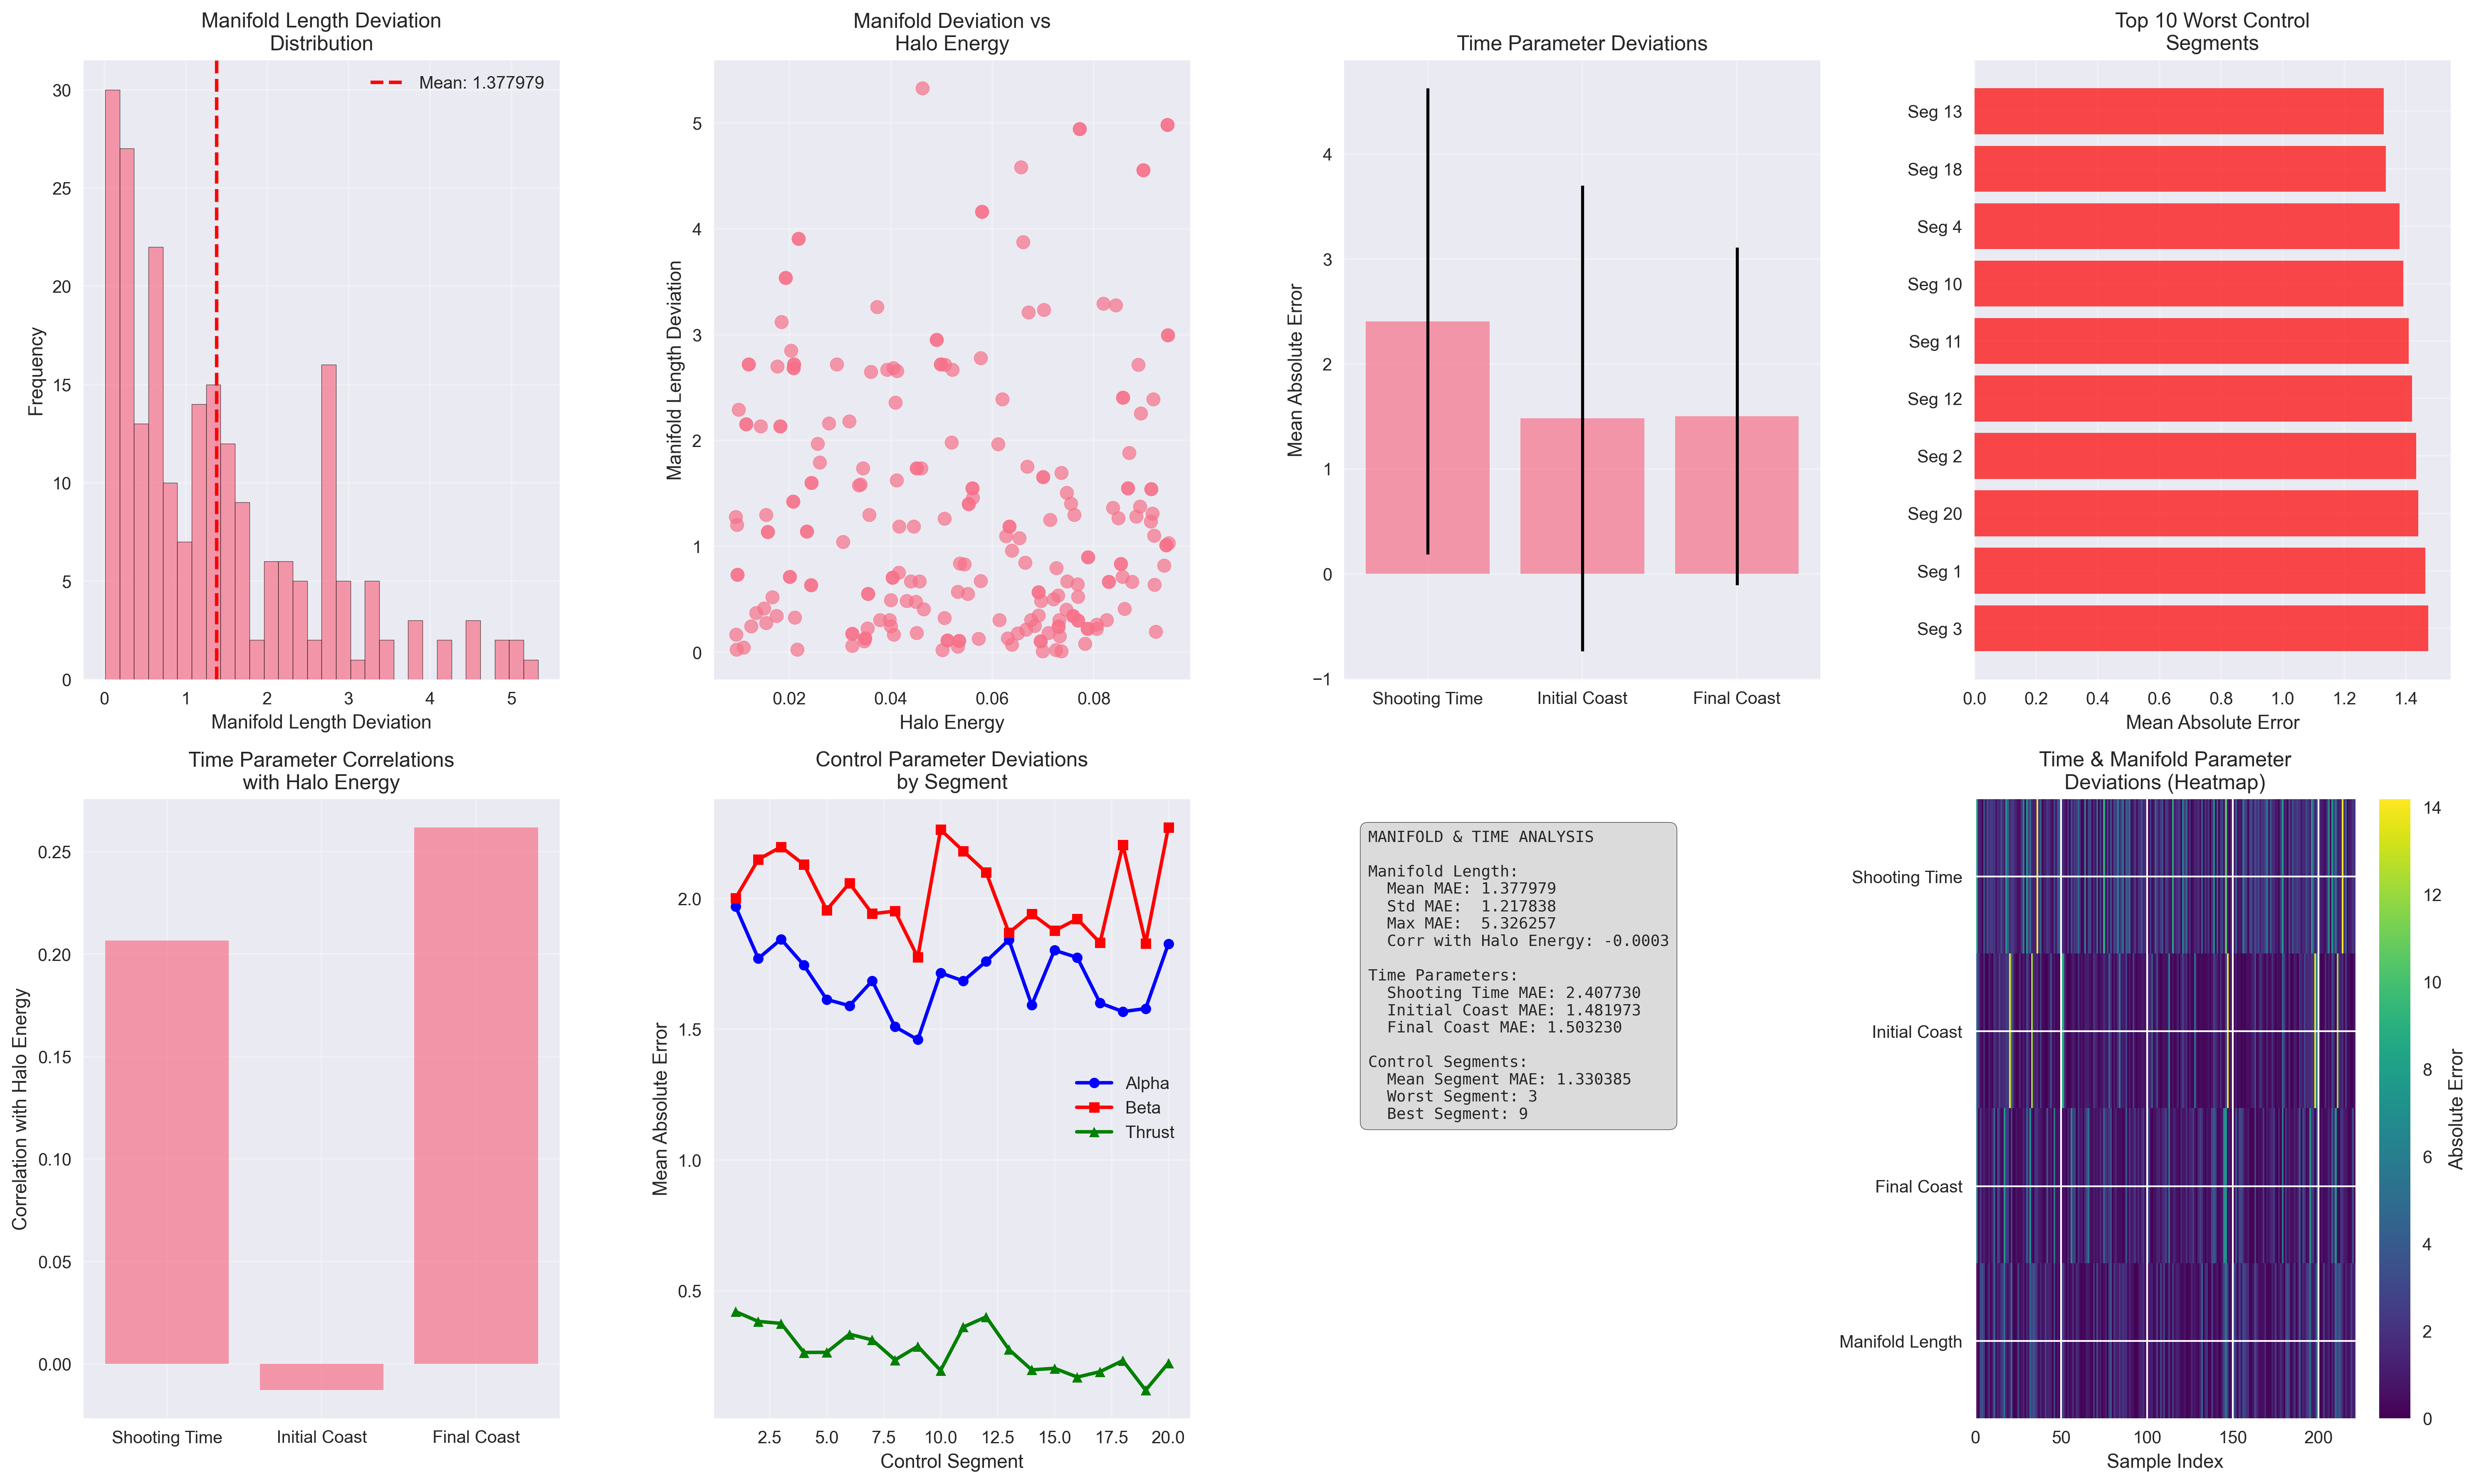 Manifold Length Deviation
Distribution
Mean: 1.377979
30
25
20
15
10
5
0
Frequency
0 1 2 3 4 5
Manifold Length Deviation
Manifold Deviation vs
Halo Energy
5
4
3
2
1
0
Manifold Length Deviation
0.02 0.04 0.06 0.08
Halo Energy
Time Parameter Deviations
4
3
2
1
0
−1
Mean Absolute Error
Shooting Time Initial Coast Final Coast
Top 10 Worst Control
Segments
Seg 13
Seg 18
Seg 4
Seg 10
Seg 11
Seg 12
Seg 2
Seg 20
Seg 1
Seg 3
0.0 0.2 0.4 0.6 0.8 1.0 1.2 1.4
Mean Absolute Error
Time Parameter Correlations
with Halo Energy
0.25
0.20
0.15
0.10
0.05
0.00
Correlation with Halo Energy
Shooting Time Initial Coast Final Coast
Control Parameter Deviations
by Segment
2.0
1.5
1.0
0.5
Mean Absolute Error
Alpha
Beta
Thrust
2.5 5.0 7.5 10.0 12.5 15.0 17.5 20.0
Control Segment
MANIFOLD & TIME ANALYSIS
Manifold Length:
Mean MAE: 1.377979
Std MAE: 1.217838
Max MAE: 5.326257
Corr with Halo Energy: -0.0003
Time Parameters:
Shooting Time MAE: 2.407730
Initial Coast MAE: 1.481973
Final Coast MAE: 1.503230
Control Segments:
Mean Segment MAE: 1.330385
Worst Segment: 3
Best Segment: 9
Time & Manifold Parameter
Deviations (Heatmap)
Shooting Time
Initial Coast
Final Coast
Manifold Length
0 50 100 150 200
Sample Index
14
12
10
8
6
4
2
0
Absolute Error